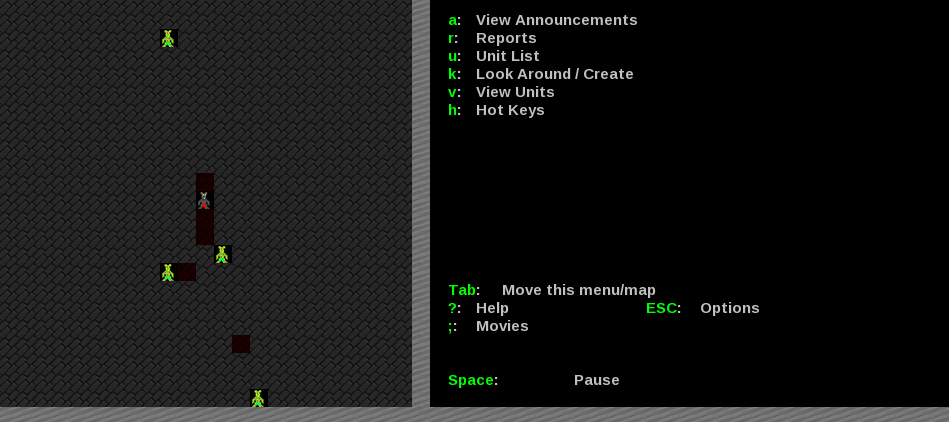 a: View Announcements
r: Reports
u: Unit List
k: Look Around / Create
v: View Units
h: Hot Keys
Tab: Move this menu/map
?: Help ESC: Options
;: Movies
Space: Pause